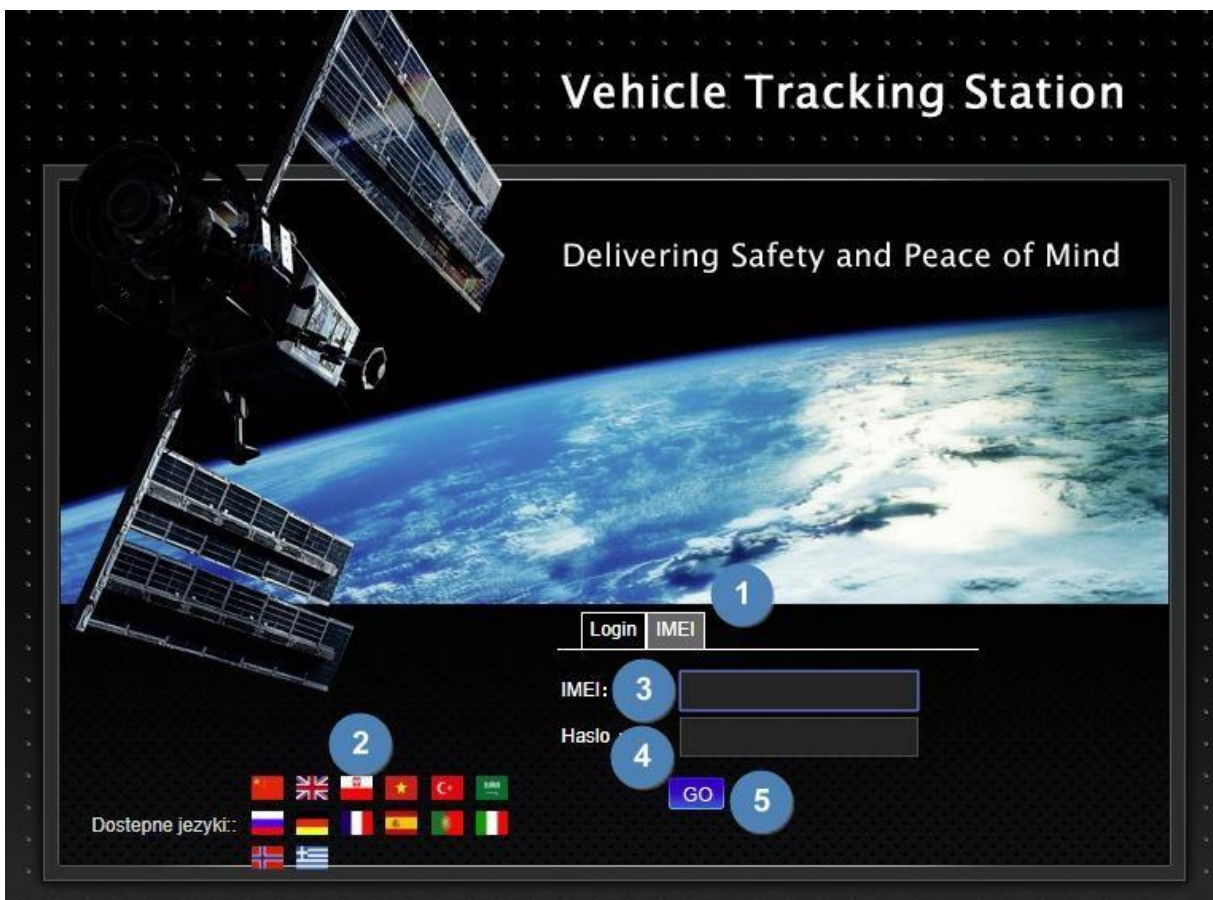 Vehicle Tracking Station
Delivering Safety and Peace of Mind
1
Login IMEI
IMEI: 3
Haslo :
4
2
GO 5
Dostepne jezyki::